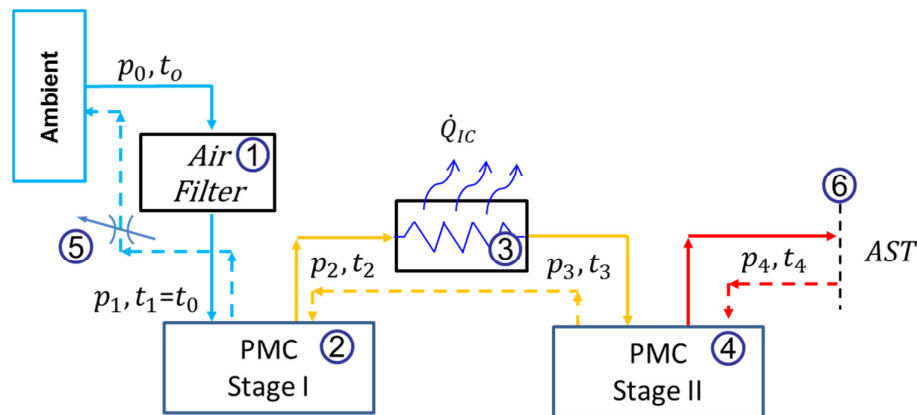 Ambient
p₀, tₒ
Air 1
Filter
Q̇_IC
3
5
p₁, t₁=t₀
p₂, t₂
p₃, t₃
6
AST
p₄, t₄
PMC 2
Stage I
PMC 4
Stage II